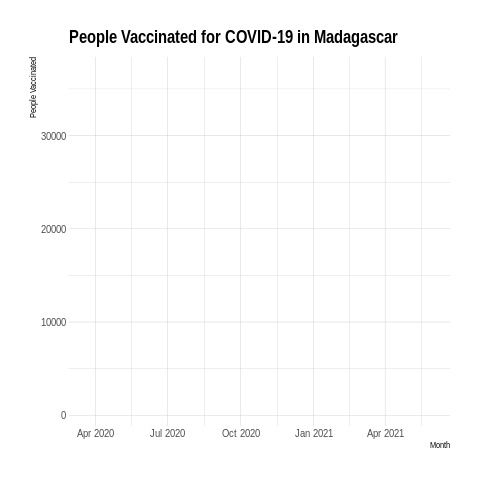 People Vaccinated for COVID-19 in Madagascar
People Vaccinated
30000
20000
10000
0
Apr 2020 Jul 2020 Oct 2020 Jan 2021 Apr 2021
Month